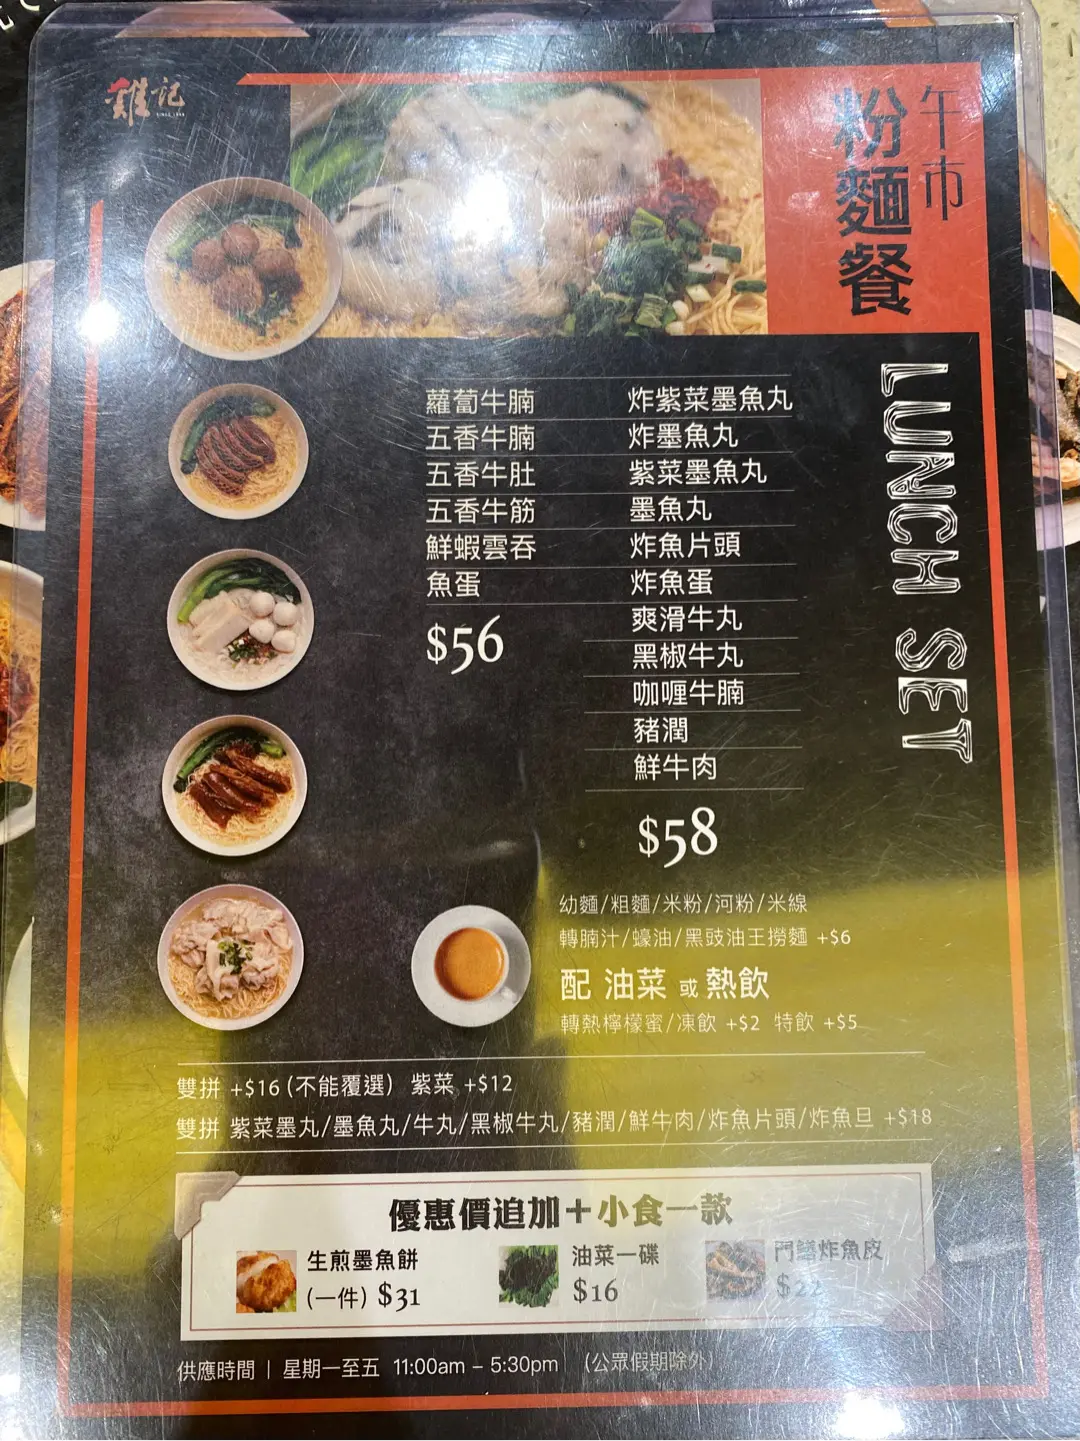 雞記
SINCE 1948
午市
粉麵餐
LUNCH SET
蘿蔔牛腩
五香牛腩
五香牛肚
五香牛筋
鮮蝦雲吞
魚蛋
$56
炸紫菜墨魚丸
炸墨魚丸
紫菜墨魚丸
墨魚丸
炸魚片頭
炸魚蛋
爽滑牛丸
黑椒牛丸
咖喱牛腩
豬潤
鮮牛肉
$58
幼麵/粗麵/米粉/河粉/米線
轉腩汁/蠔油/黑豉油王撈麵 +$6
配 油菜 或 熱飲
轉熱檸檬蜜/凍飲 +$2 特飲 +$5
雙拼 +$16 (不能覆選) 紫菜 +$12
雙拼 紫菜墨丸/墨魚丸/牛丸/黑椒牛丸/豬潤/鮮牛肉/炸魚片頭/炸魚旦 +$18
優惠價追加+小食一款
生煎墨魚餅
(一件) $31
油菜一碟
$16
門鱔炸魚皮
供應時間 | 星期一至五 11:00am – 5:30pm (公眾假期除外)